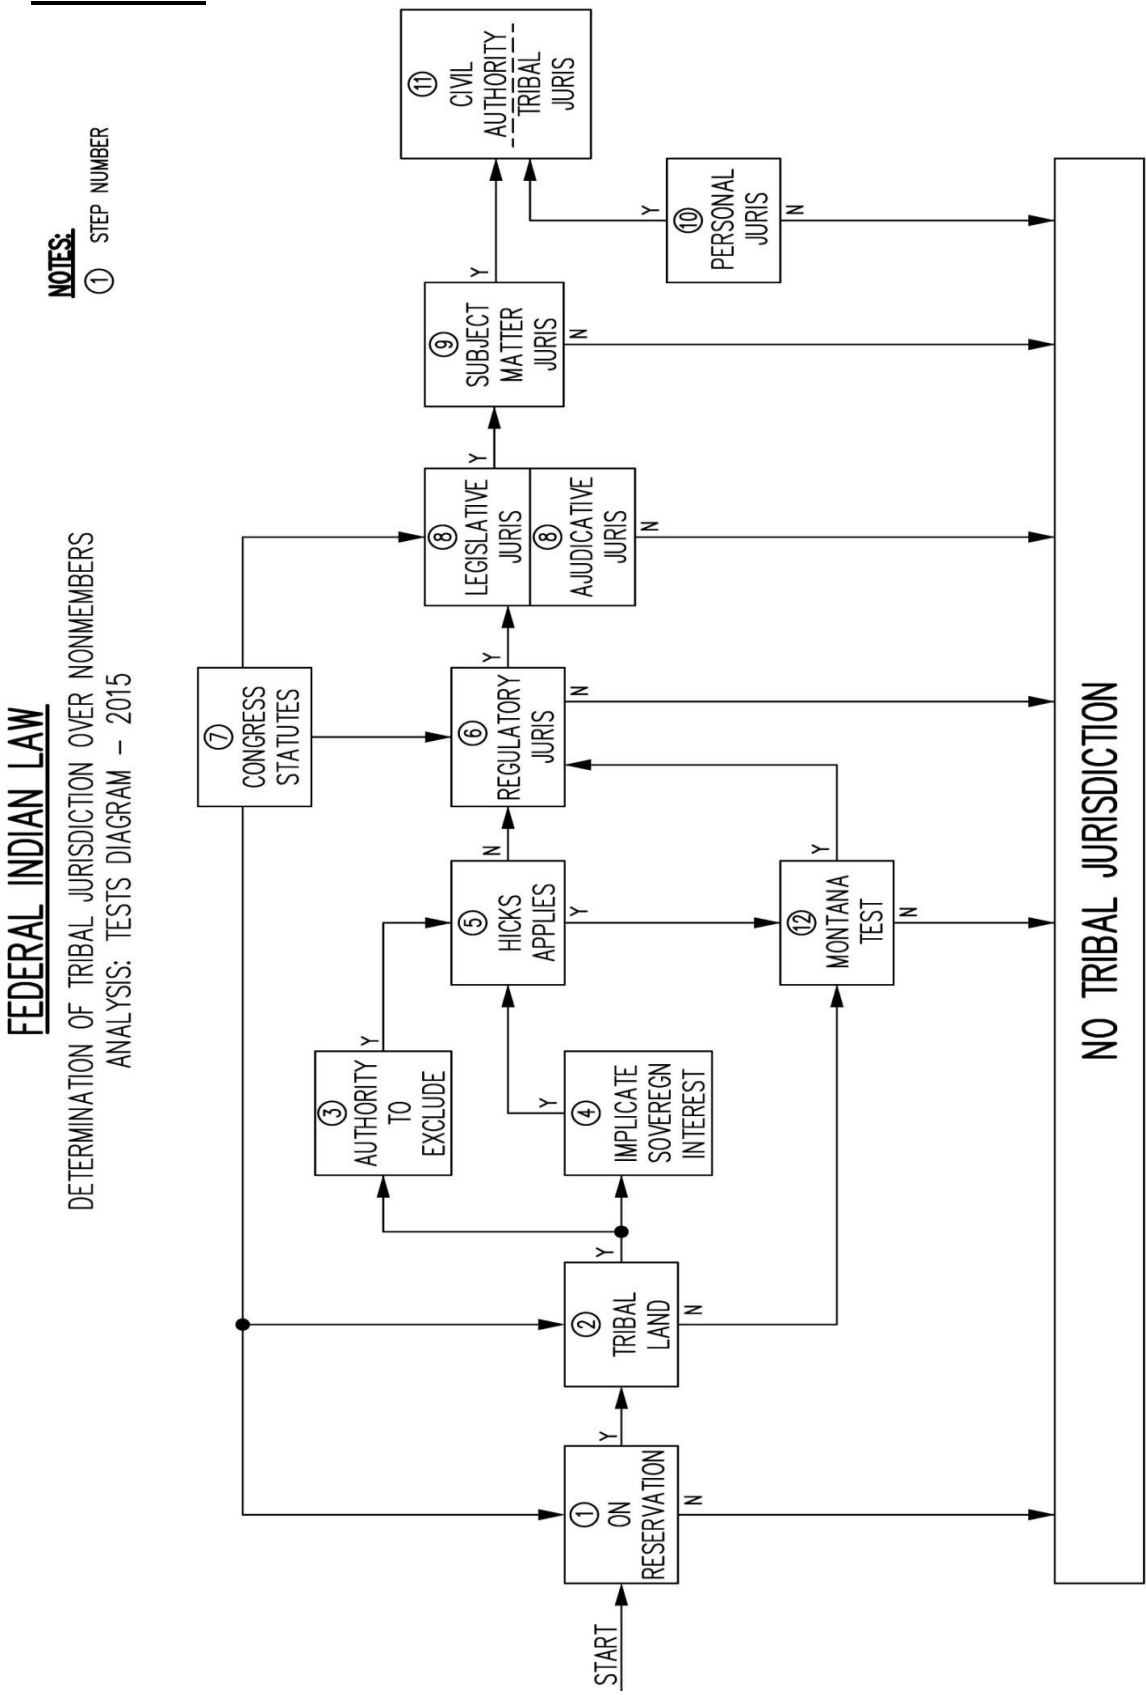 FEDERAL INDIAN LAW
DETERMINATION OF TRIBAL JURISDICTION OVER NONMEMBERS
ANALYSIS: TESTS DIAGRAM – 2015
NOTES:
1 STEP NUMBER
START
1
ON
RESERVATION
Y
N
2
TRIBAL
LAND
Y
N
3
AUTHORITY
TO
EXCLUDE
Y
4
IMPLICATE
SOVEREGN
INTEREST
Y
5
HICKS
APPLIES
N
Y
12
MONTANA
TEST
Y
N
7
CONGRESS
STATUTES
6
REGULATORY
JURIS
Y
N
8
LEGISLATIVE
JURIS
Y
8
AJUDICATIVE
JURIS
N
9
SUBJECT
MATTER
JURIS
Y
N
10
PERSONAL
JURIS
Y
N
11
CIVIL
AUTHORITY
TRIBAL
JURIS
NO TRIBAL JURISDICTION